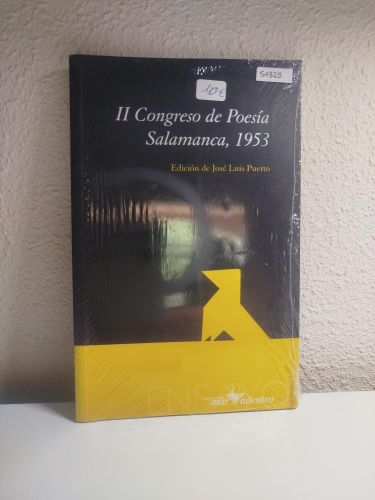 10€
S1323
II Congreso de Poesía
Salamanca, 1953
Edición de José Luis Puerto
ENSAYO
mar adentro